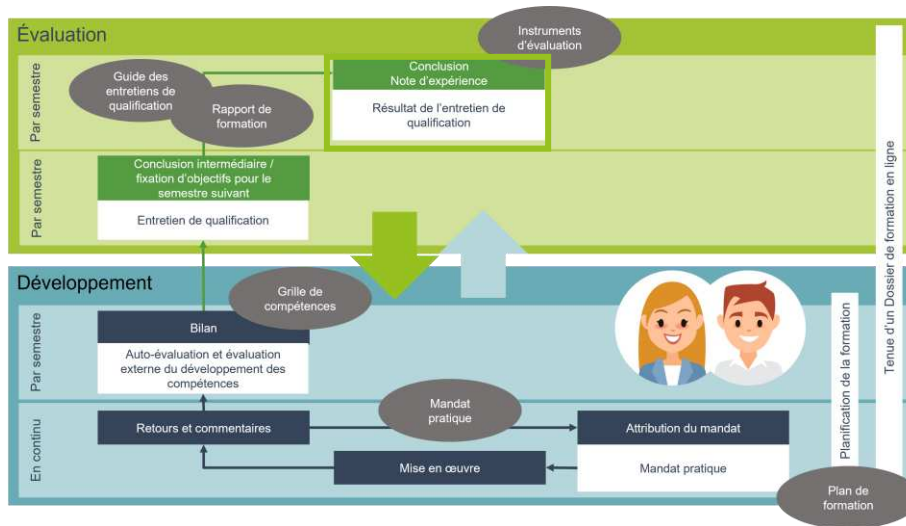 Évaluation
Instruments
d'évaluation
Par semestre
Guide des
entretiens de
qualification
Rapport de
formation
Conclusion
Note d'expérience
Résultat de l'entretien de
qualification
Par semestre
Conclusion intermédiaire /
fixation d'objectifs pour le
semestre suivant
Entretien de qualification
Tenue d'un Dossier de formation en ligne
Développement
Grille de
compétences
Par semestre
Bilan
Auto-évaluation et évaluation
externe du développement des
compétences
Planification de la formation
En continu
Retours et commentaires
Mandat
pratique
Attribution du mandat
Mandat pratique
Mise en œuvre
Plan de
formation